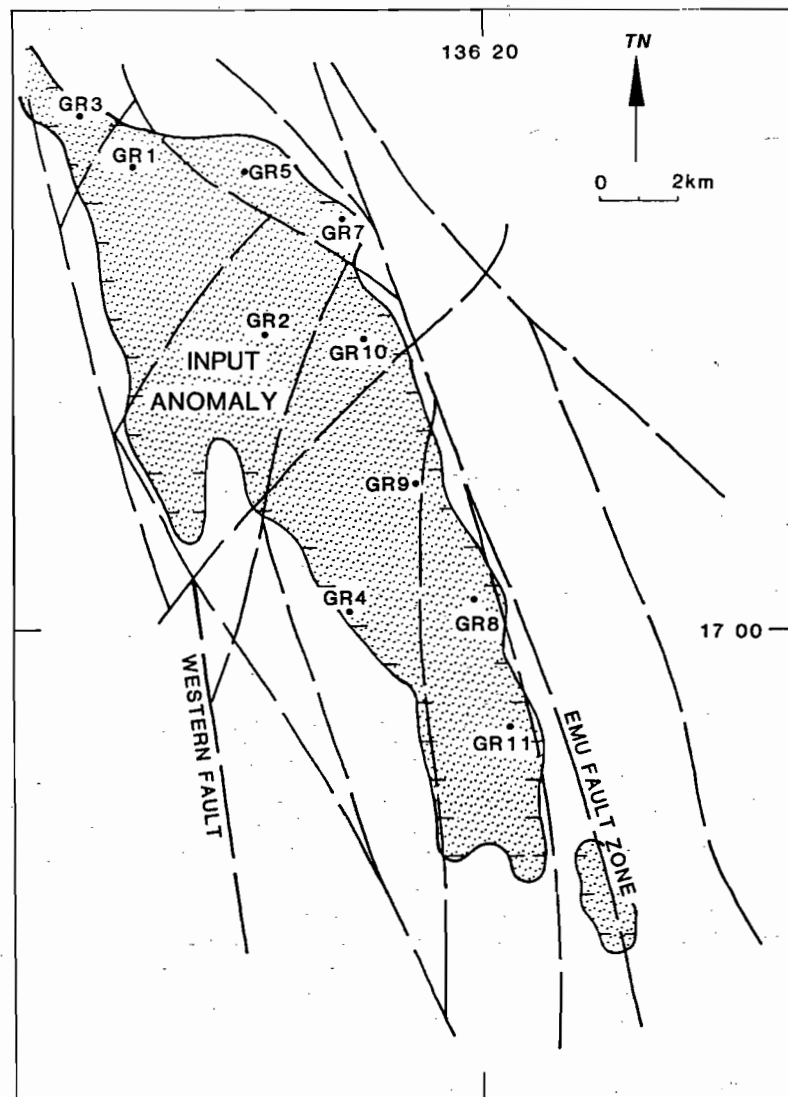 136 20
TN
0 2km
GR3
GR1
GR5
GR7
GR2
GR10
INPUT
ANOMALY
GR9
GR4
GR8
17 00
WESTERN FAULT
GR11
EMU FAULT ZONE